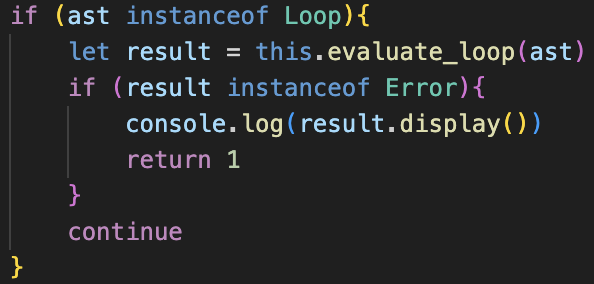 if (ast instanceof Loop){
    let result = this.evaluate_loop(ast)
    if (result instanceof Error){
        console.log(result.display())
        return 1
    }
    continue
}